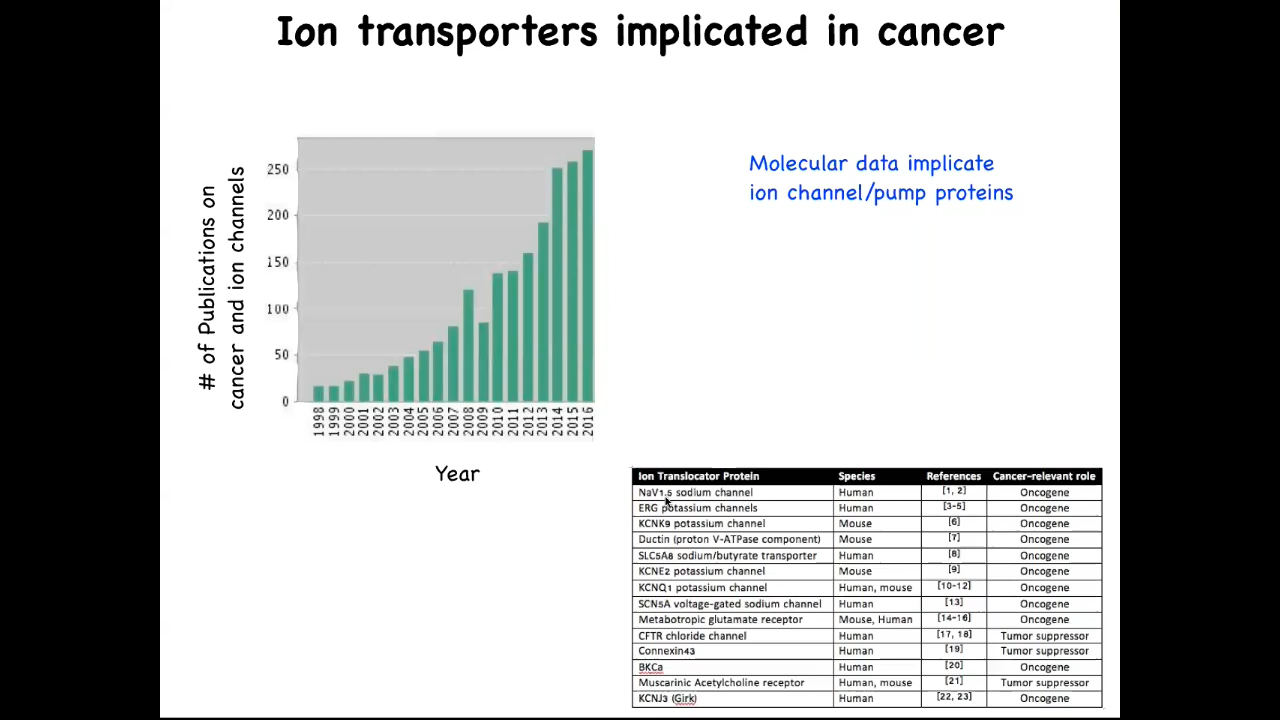 Ion transporters implicated in cancer
# of Publications on
cancer and ion channels
250
200
150
100
50
0
1998 1999 2000 2001 2002 2003 2004 2005 2006 2007 2008 2009 2010 2011 2012 2013 2014 2015 2016
Year
Molecular data implicate
ion channel/pump proteins
Ion Translocator Protein Species References Cancer-relevant role
NaV1.5 sodium channel Human [1, 2] Oncogene
ERG potassium channels Human [3-5] Oncogene
KCNK9 potassium channel Mouse [6] Oncogene
Ductin (proton V-ATPase component) Mouse [7] Oncogene
SLC5A8 sodium/butyrate transporter Human [8] Oncogene
KCNE2 potassium channel Mouse [9] Oncogene
KCNQ1 potassium channel Human, mouse [10-12] Oncogene
SCN5A voltage-gated sodium channel Human [13] Oncogene
Metabotropic glutamate receptor Mouse, Human [14-16] Oncogene
CFTR chloride channel Human [17, 18] Tumor suppressor
Connexin43 Human [19] Tumor suppressor
BKCa Human [20] Oncogene
Muscarinic Acetylcholine receptor Human, mouse [21] Tumor suppressor
KCNJ3 (Girk) Human [22, 23] Oncogene